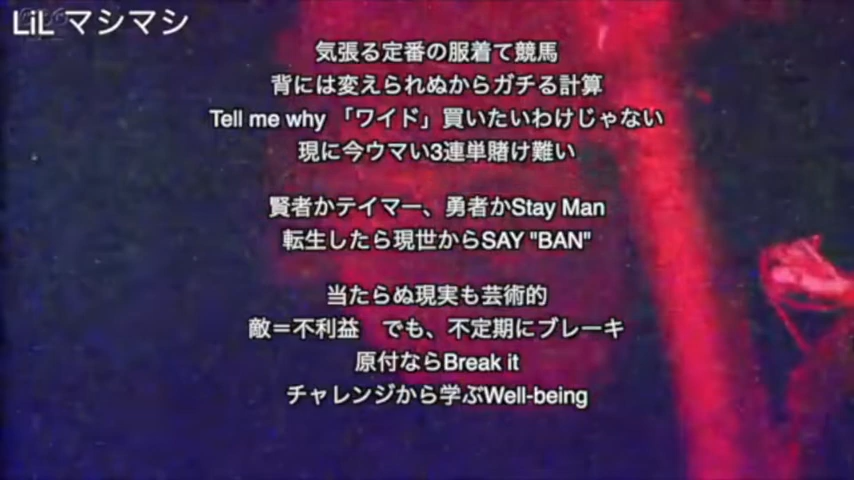 LiL マシマシ
気張る定番の服着て競馬
背には変えられぬからガチる計算
Tell me why 「ワイド」買いたいわけじゃない
現に今ウマい3連単賭け難い
賢者かテイマー、勇者かStay Man
転生したら現世からSAY "BAN"
当たらぬ現実も芸術的
敵＝不利益　でも、不定期にブレーキ
原付ならBreak it
チャレンジから学ぶWell-being